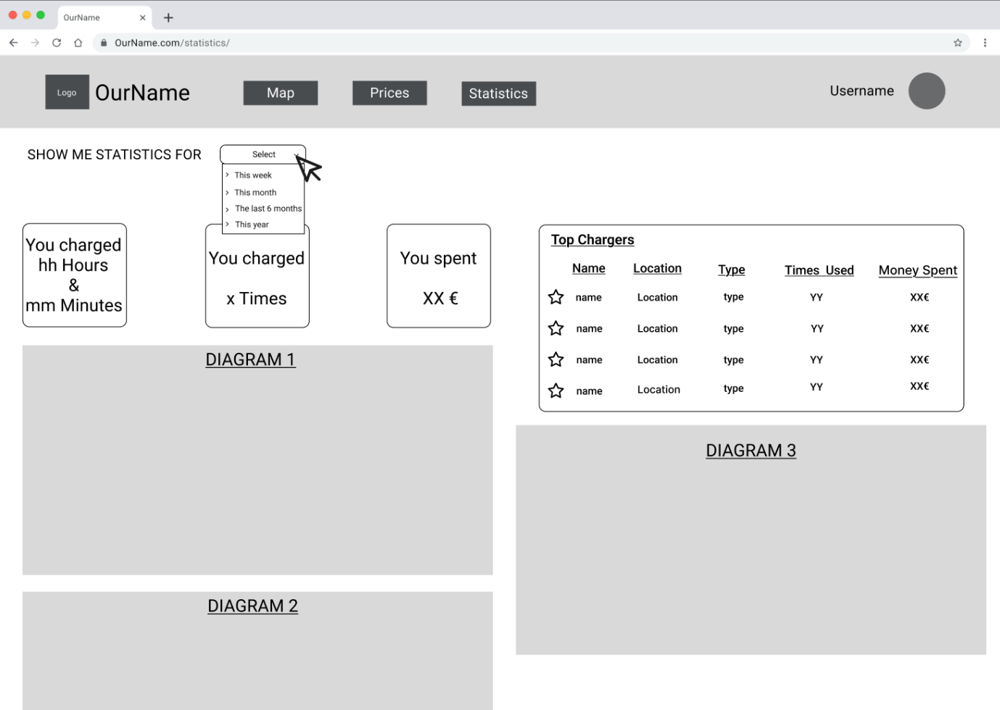 OurName
OurName.com/statistics/
Logo
OurName
Map
Prices
Statistics
Username
SHOW ME STATISTICS FOR
Select
This week
This month
The last 6 months
This year
You charged
hh Hours
&
mm Minutes
You charged
x Times
You spent
XX €
Top Chargers
Name Location Type Times Used Money Spent
name Location type YY XX€
name Location type YY XX€
name Location type YY XX€
name Location type YY XX€
DIAGRAM 1
DIAGRAM 3
DIAGRAM 2